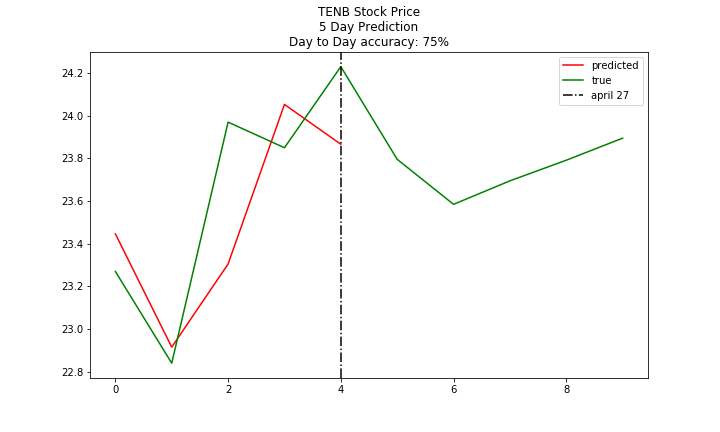 TENB Stock Price
5 Day Prediction
Day to Day accuracy: 75%
predicted
true
april 27
24.2
24.0
23.8
23.6
23.4
23.2
23.0
22.8
0
2
4
6
8